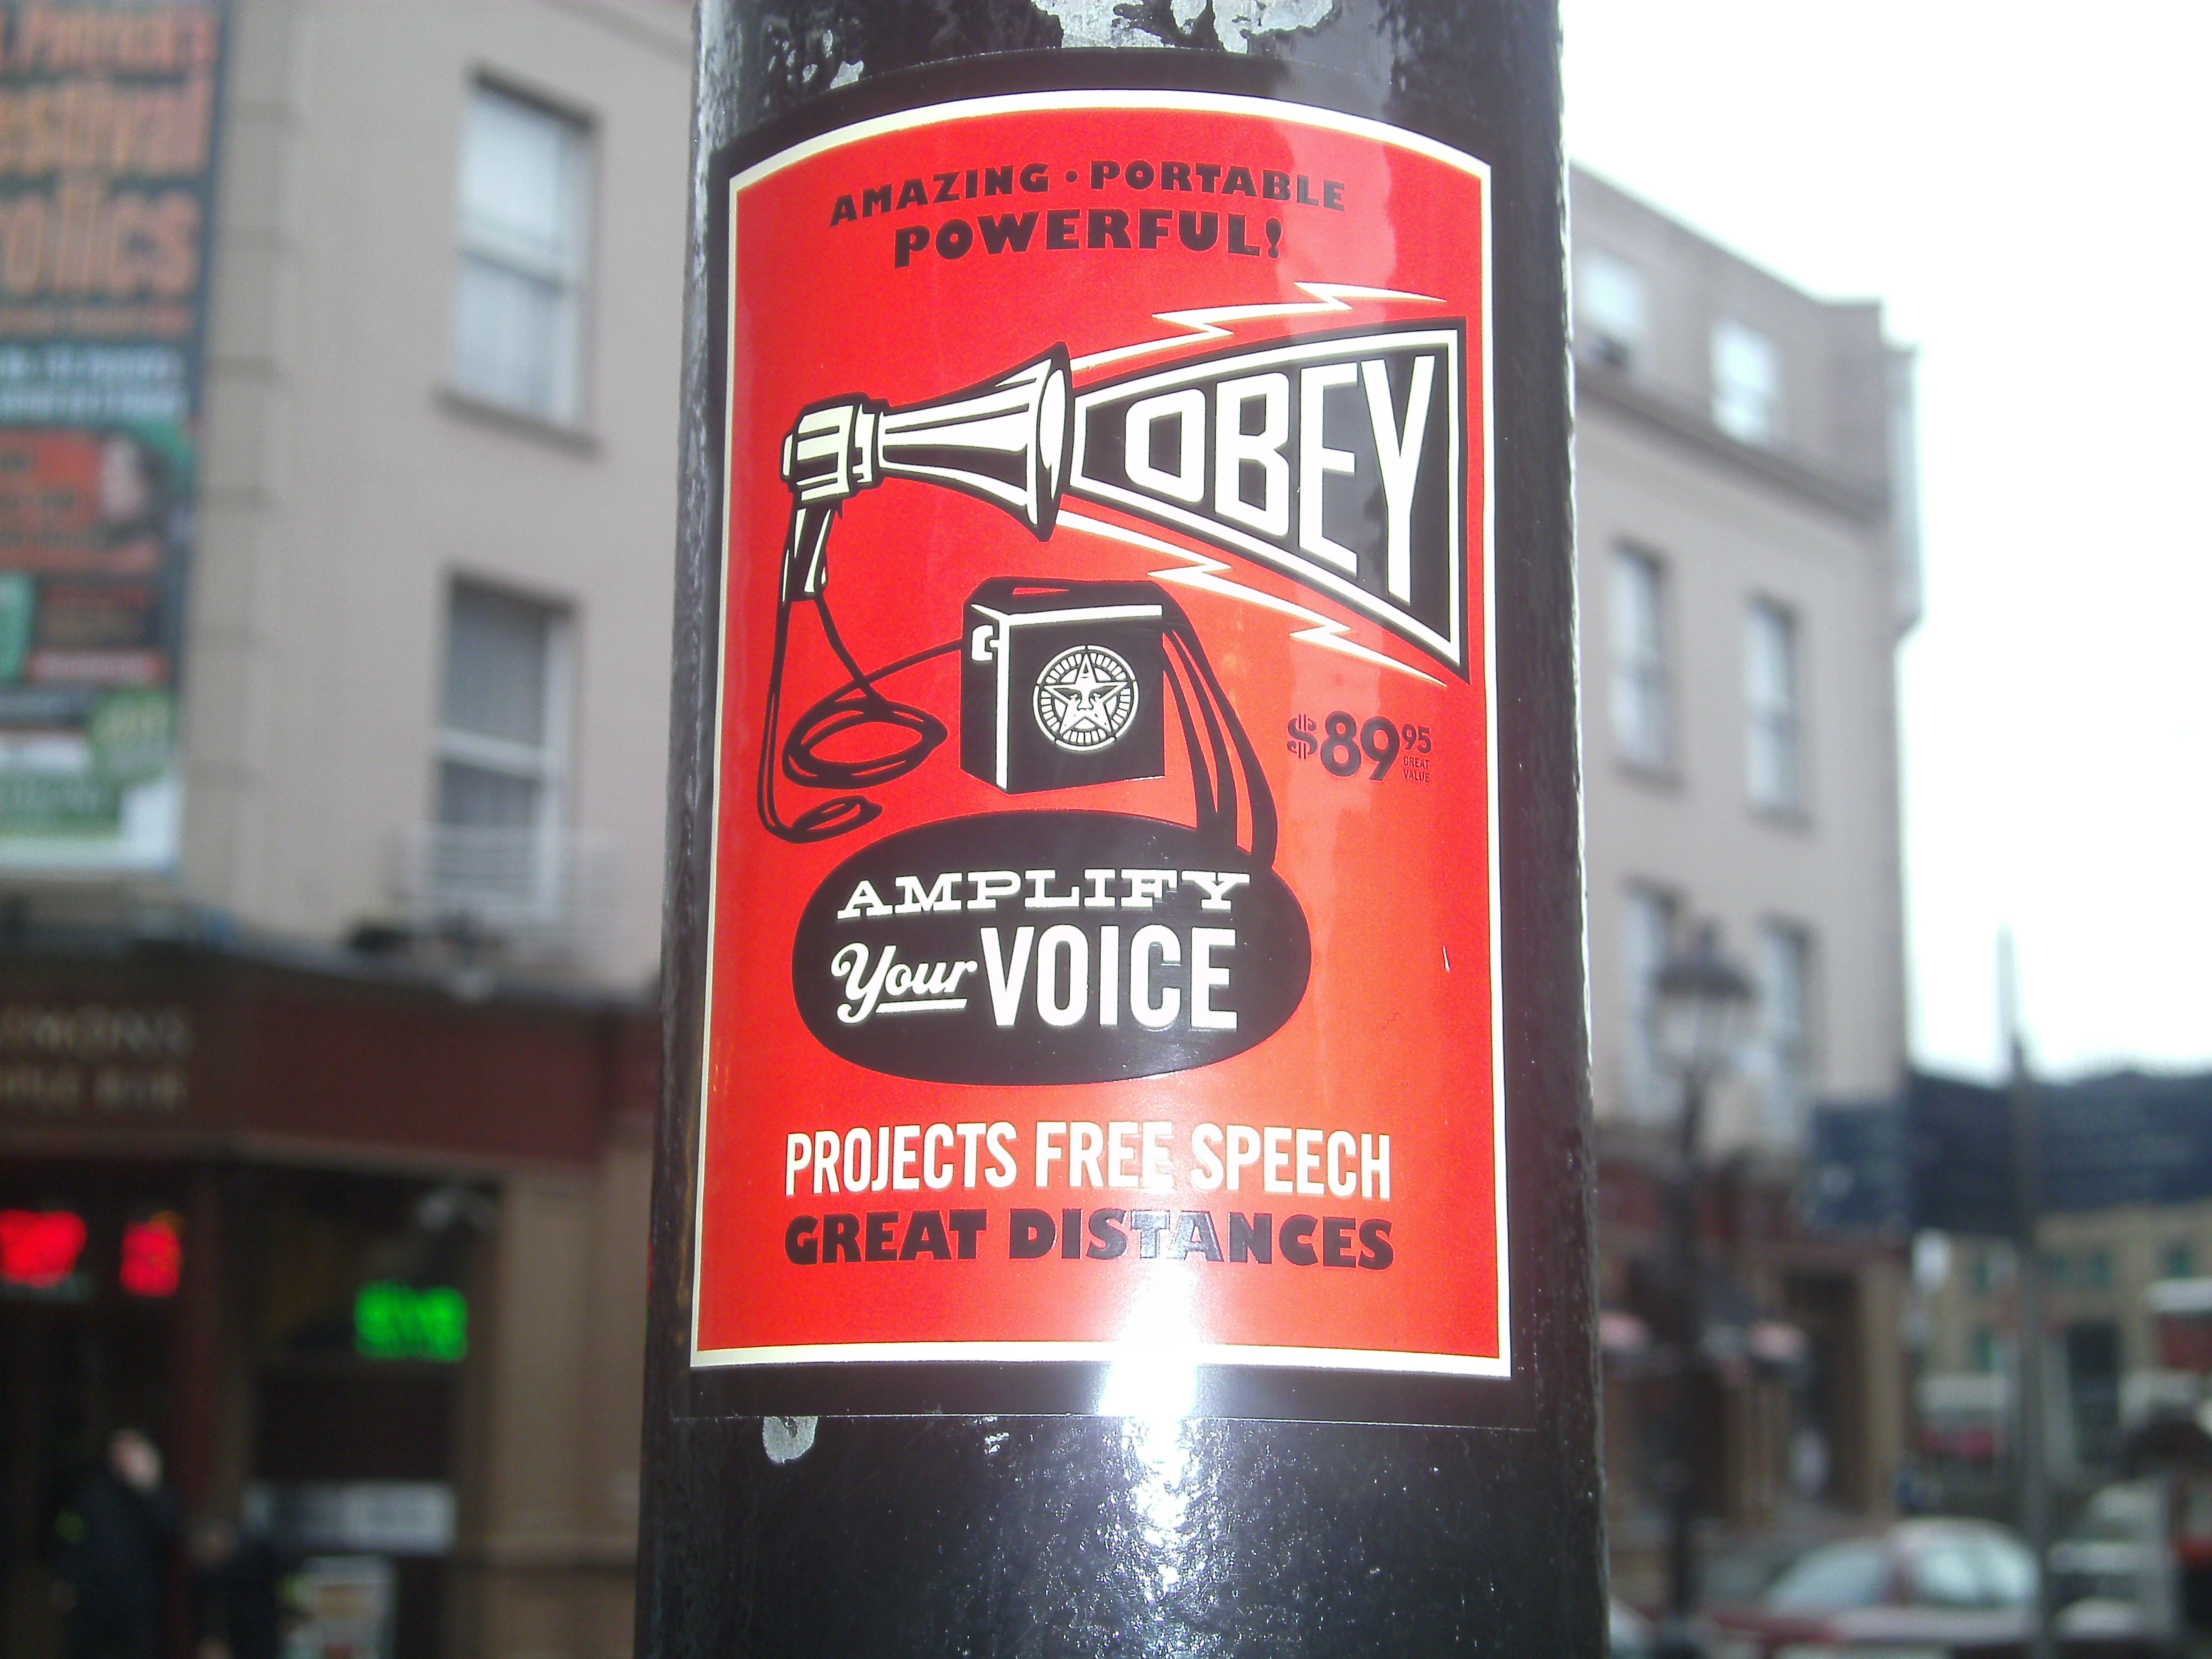 AMAZING · PORTABLE
POWERFUL!
OBEY
$89 95
GREAT
VALUE
AMPLIFY
Your VOICE
PROJECTS FREE SPEECH
GREAT DISTANCES